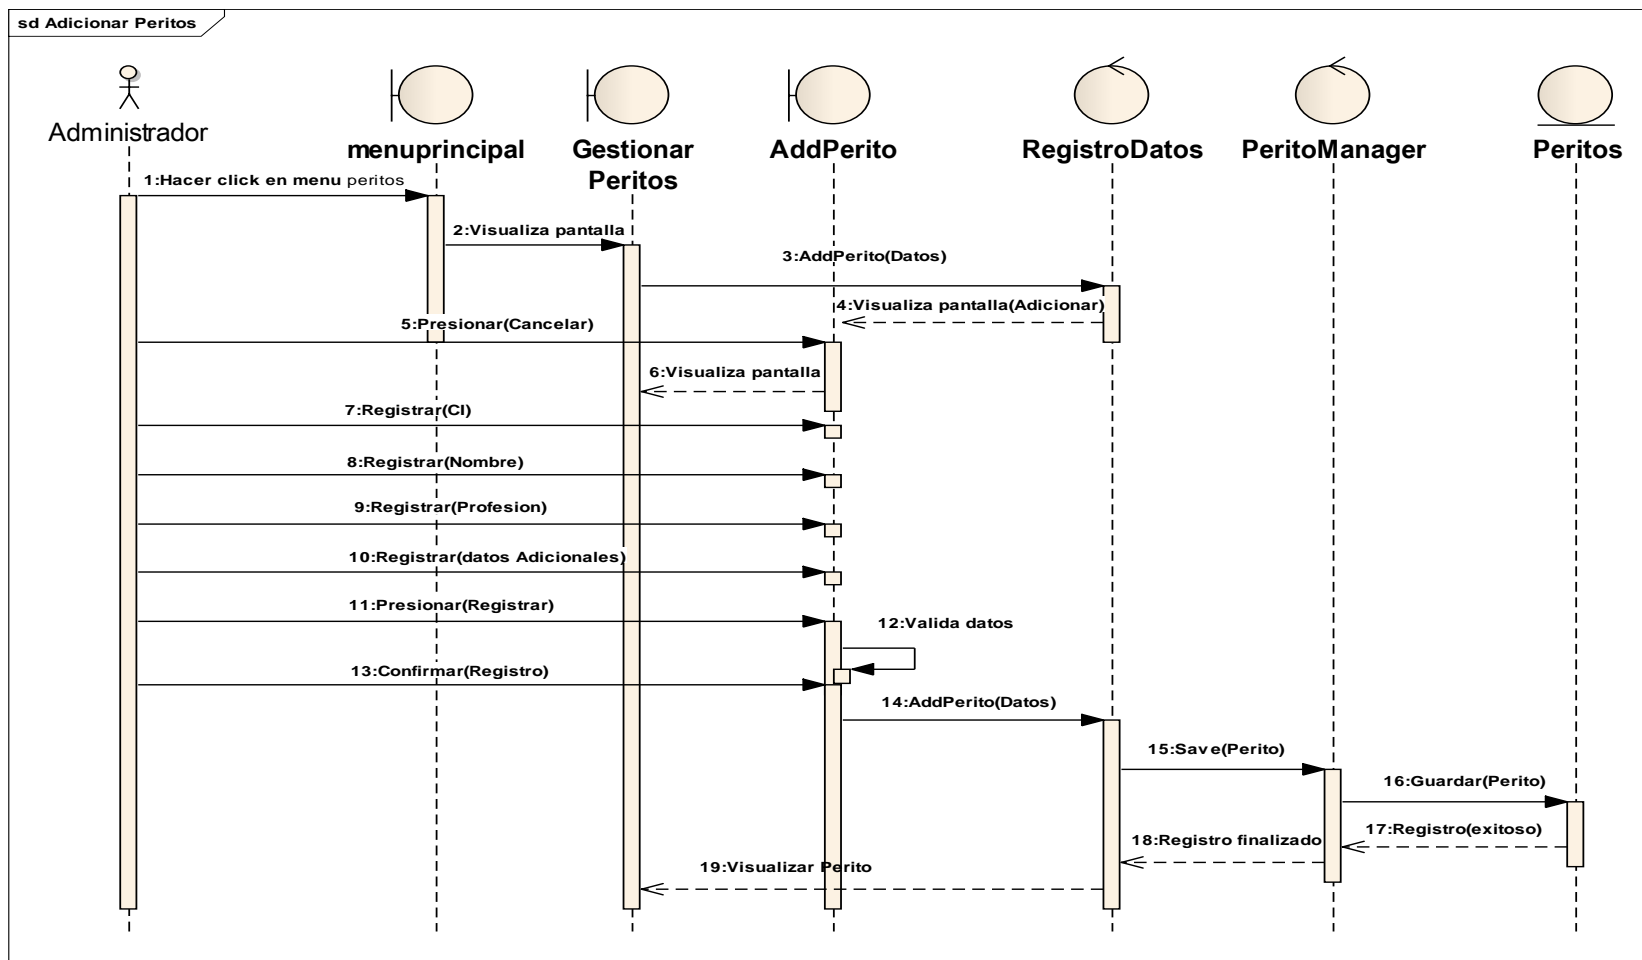 sd Adicionar Peritos
Administrador
menuprincipal
Gestionar
Peritos
AddPerito
RegistroDatos
PeritoManager
Peritos
1:Hacer click en menu peritos
2:Visualiza pantalla
3:AddPerito(Datos)
4:Visualiza pantalla(Adicionar)
5:Presionar(Cancelar)
6:Visualiza pantalla
7:Registrar(CI)
8:Registrar(Nombre)
9:Registrar(Profesion)
10:Registrar(datos Adicionales)
11:Presionar(Registrar)
12:Valida datos
13:Confirmar(Registro)
14:AddPerito(Datos)
15:Save(Perito)
16:Guardar(Perito)
17:Registro(exitoso)
18:Registro finalizado
19:Visualizar Perito